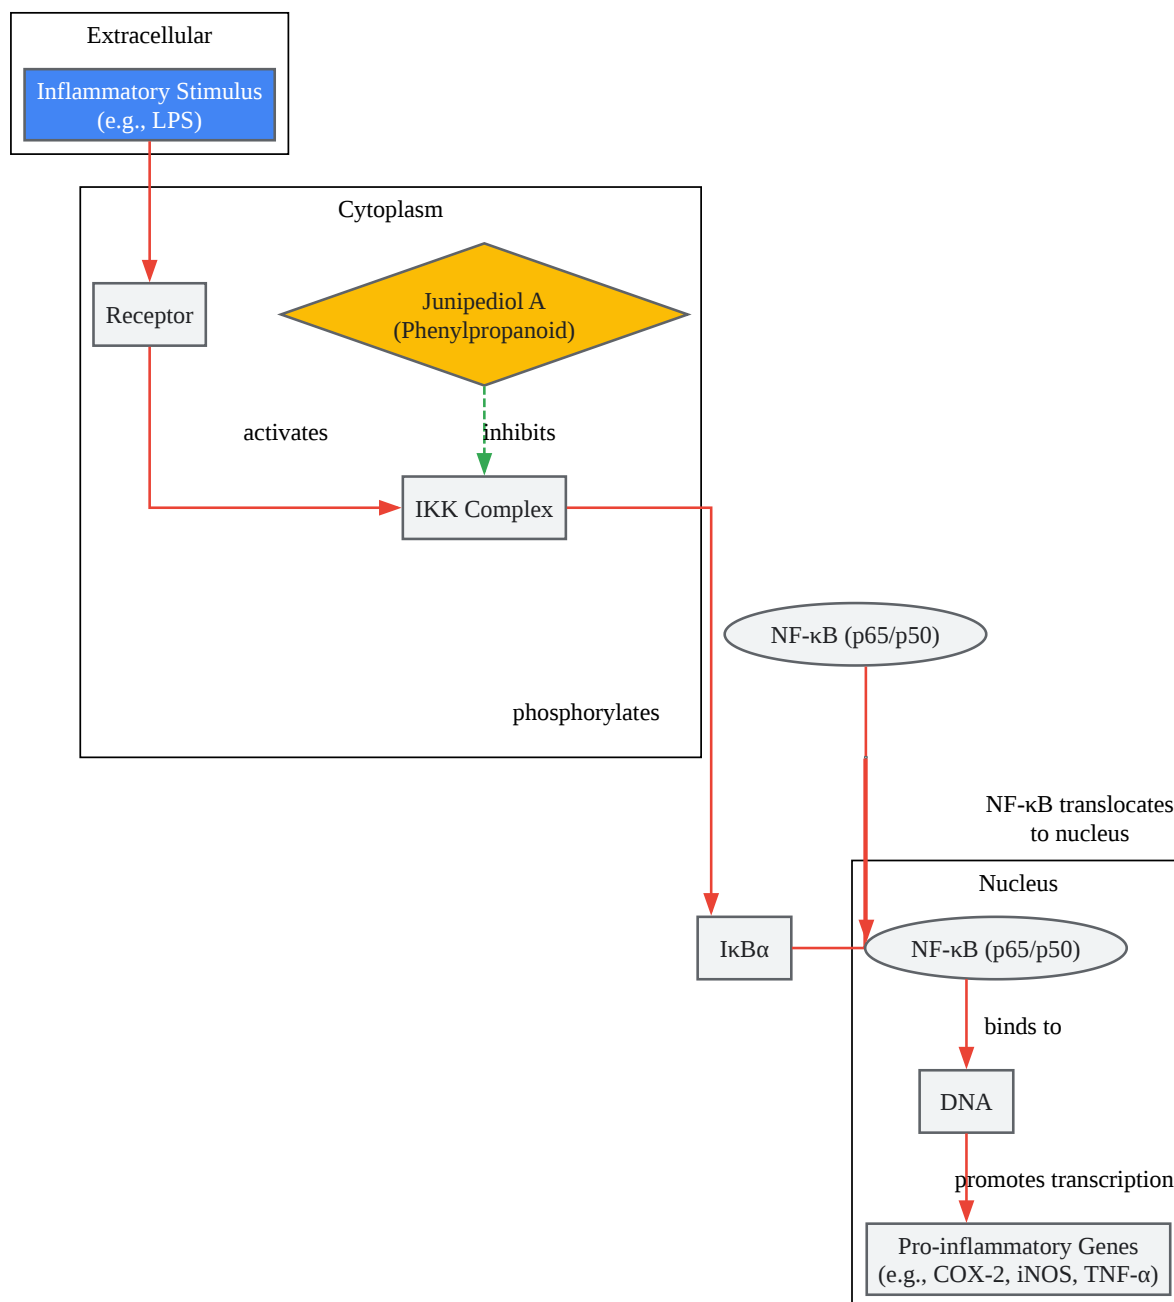 Extracellular
Inflammatory Stimulus
(e.g., LPS)
Cytoplasm
Receptor
Junipediol A
(Phenylpropanoid)
activates
inhibits
IKK Complex
NF-κB (p65/p50)
phosphorylates
NF-κB translocates
to nucleus
Nucleus
IκBα
NF-κB (p65/p50)
binds to
DNA
promotes transcription
Pro-inflammatory Genes
(e.g., COX-2, iNOS, TNF-α)